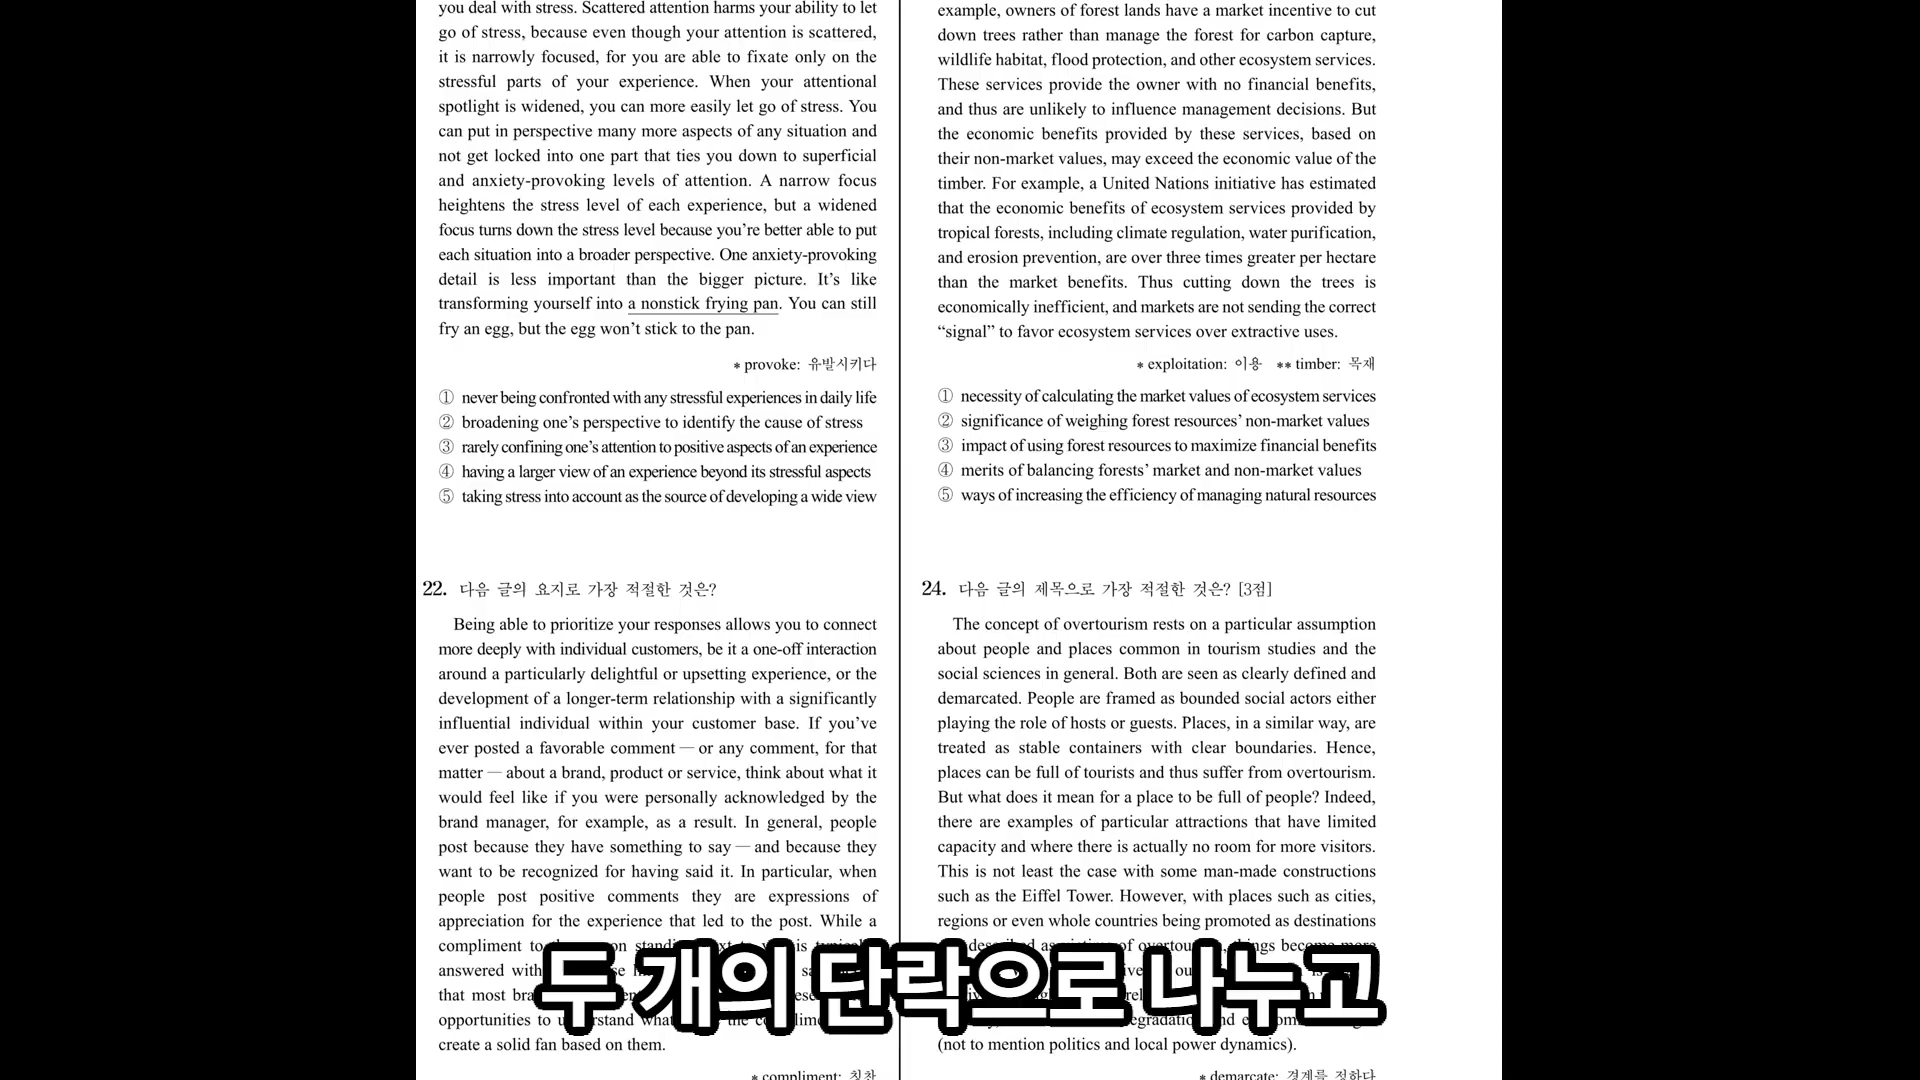 you deal with stress. Scattered attention harms your ability to let
go of stress, because even though your attention is scattered,
it is narrowly focused, for you are able to fixate only on the
stressful parts of your experience. When your attentional
spotlight is widened, you can more easily let go of stress. You
can put in perspective many more aspects of any situation and
not get locked into one part that ties you down to superficial
and anxiety-provoking levels of attention. A narrow focus
heightens the stress level of each experience, but a widened
focus turns down the stress level because you’re better able to put
each situation into a broader perspective. One anxiety-provoking
detail is less important than the bigger picture. It’s like
transforming yourself into a nonstick frying pan. You can still
fry an egg, but the egg won’t stick to the pan.
* provoke: 유발시키다
① never being confronted with any stressful experiences in daily life
② broadening one’s perspective to identify the cause of stress
③ rarely confining one’s attention to positive aspects of an experience
④ having a larger view of an experience beyond its stressful aspects
⑤ taking stress into account as the source of developing a wide view
22. 다음 글의 요지로 가장 적절한 것은?
Being able to prioritize your responses allows you to connect
more deeply with individual customers, be it a one-off interaction
around a particularly delightful or upsetting experience, or the
development of a longer-term relationship with a significantly
influential individual within your customer base. If you’ve
ever posted a favorable comment — or any comment, for that
matter — about a brand, product or service, think about what it
would feel like if you were personally acknowledged by the
brand manager, for example, as a result. In general, people
post because they have something to say — and because they
want to be recognized for having said it. In particular, when
people post positive comments they are expressions of
appreciation for the experience that led to the post. While a
compliment to
answered with
that most
opportunities to
create a solid fan based on them.
* compliment: 칭찬
example, owners of forest lands have a market incentive to cut
down trees rather than manage the forest for carbon capture,
wildlife habitat, flood protection, and other ecosystem services.
These services provide the owner with no financial benefits,
and thus are unlikely to influence management decisions. But
the economic benefits provided by these services, based on
their non-market values, may exceed the economic value of the
timber. For example, a United Nations initiative has estimated
that the economic benefits of ecosystem services provided by
tropical forests, including climate regulation, water purification,
and erosion prevention, are over three times greater per hectare
than the market benefits. Thus cutting down the trees is
economically inefficient, and markets are not sending the correct
“signal” to favor ecosystem services over extractive uses.
* exploitation: 이용 ** timber: 목재
① necessity of calculating the market values of ecosystem services
② significance of weighing forest resources’ non-market values
③ impact of using forest resources to maximize financial benefits
④ merits of balancing forests’ market and non-market values
⑤ ways of increasing the efficiency of managing natural resources
24. 다음 글의 제목으로 가장 적절한 것은? [3점]
The concept of overtourism rests on a particular assumption
about people and places common in tourism studies and the
social sciences in general. Both are seen as clearly defined and
demarcated. People are framed as bounded social actors either
playing the role of hosts or guests. Places, in a similar way, are
treated as stable containers with clear boundaries. Hence,
places can be full of tourists and thus suffer from overtourism.
But what does it mean for a place to be full of people? Indeed,
there are examples of particular attractions that have limited
capacity and where there is actually no room for more visitors.
This is not least the case with some man-made constructions
such as the Eiffel Tower. However, with places such as cities,
regions or even whole countries being promoted as destinations
(not to mention politics and local power dynamics).
* demarcate: 경계를 정하다
두 개의 단락으로 나누고